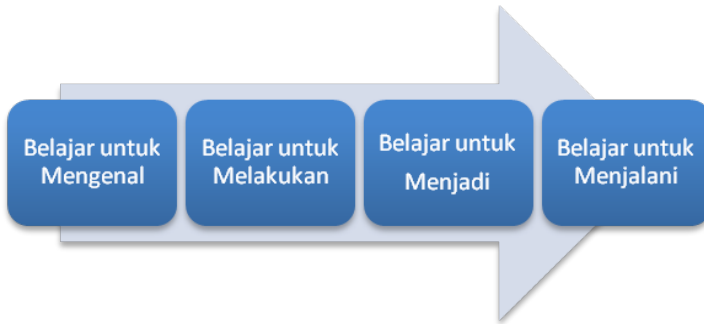 Belajar untuk
Mengenal
Belajar untuk
Melakukan
Belajar untuk
Menjadi
Belajar untuk
Menjalani